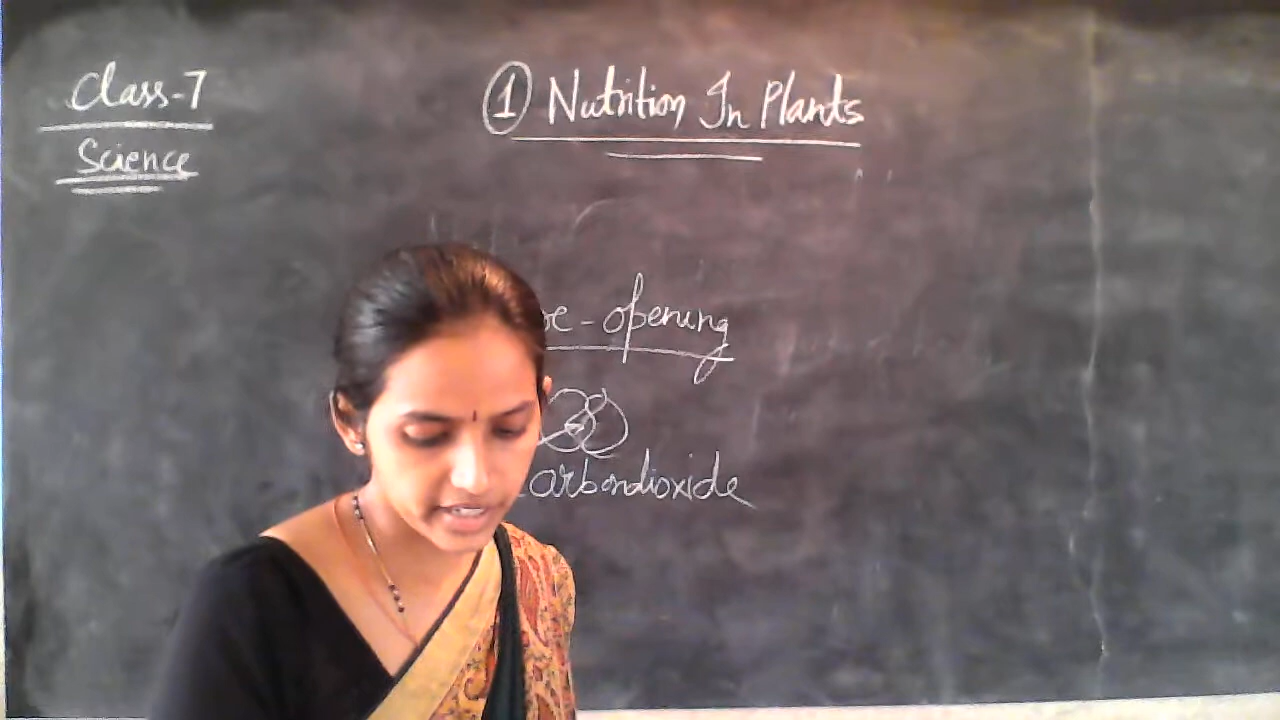 Class-7
Science
① Nutrition In Plants
- opening
arbondioxide